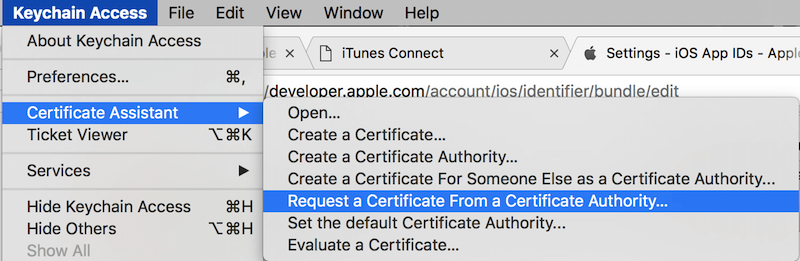 Keychain Access File Edit View Window Help
About Keychain Access
iTunes Connect
Settings - iOS App IDs - Apple
Preferences... ⌘,
/developer.apple.com/account/ios/identifier/bundle/edit
Certificate Assistant
Open...
Ticket Viewer ⌥⌘K
Create a Certificate...
Create a Certificate Authority...
Services
Create a Certificate For Someone Else as a Certificate Authority...
Hide Keychain Access ⌘H
Request a Certificate From a Certificate Authority...
Hide Others ⌥⌘H
Set the default Certificate Authority...
Show All
Evaluate a Certificate...